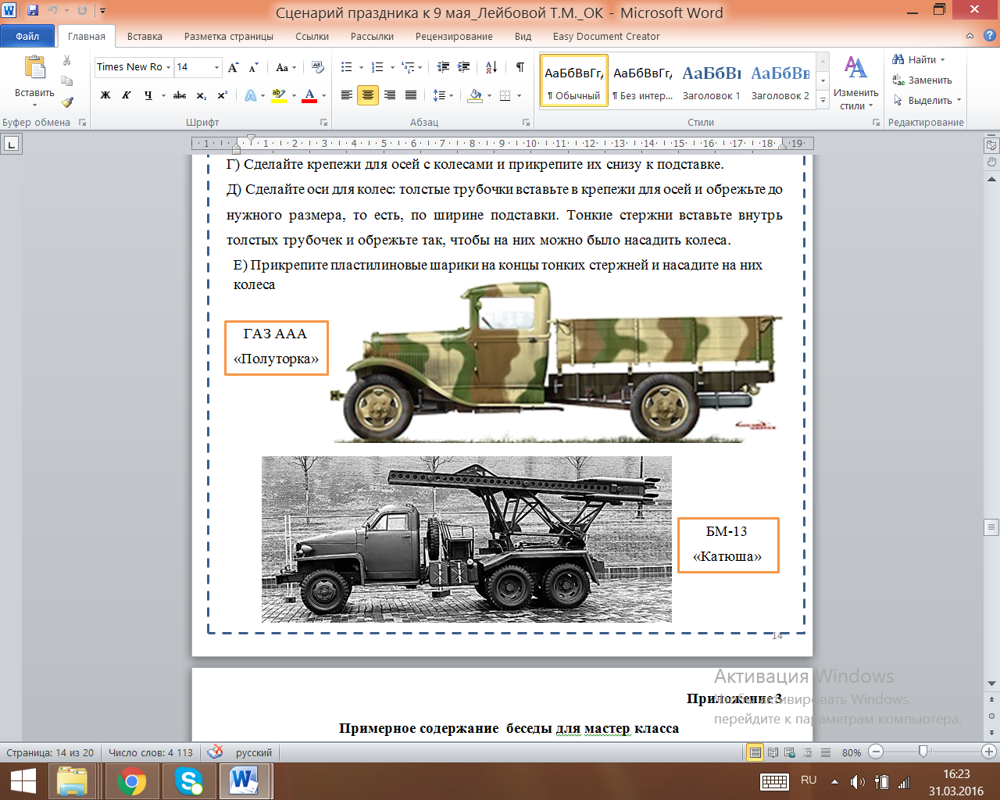 Сценарий праздника к 9 мая_Лейбовой Т.М._ОК - Microsoft Word
Файл Главная Вставка Разметка страницы Ссылки Рассылки Рецензирование Вид Easy Document Creator
Вставить
Буфер обмена
Times New Ro 14
Ж К Ч abc x₂ x²
Шрифт
Абзац
АаБбВвГг, АаБбВвГг, АаБбВ АаБбВв
¶ Обычный ¶ Без интер... Заголовок 1 Заголовок 2
Стили
Изменить
стили
Найти
Заменить
Выделить
Редактирование
1 1 2 3 4 5 6 7 8 9 10 11 12 13 14 15 16 17 18 19
Г) Сделайте крепежи для осей с колесами и прикрепите их снизу к подставке.
Д) Сделайте оси для колес: толстые трубочки вставьте в крепежи для осей и обрежьте до
нужного размера, то есть, по ширине подставки. Тонкие стержни вставьте внутрь
толстых трубочек и обрежьте так, чтобы на них можно было насадить колеса.
Е) Прикрепите пластилиновые шарики на концы тонких стержней и насадите на них
колеса
ГАЗ ААА
«Полуторка»
БМ-13
«Катюша»
14
Приложение 3
Примерное содержание беседы для мастер класса
Активация Windows
Чтобы активировать Windows,
перейдите к параметрам компьютера.
Страница: 14 из 20 Число слов: 4 113 русский 80%
RU 16:23
31.03.2016